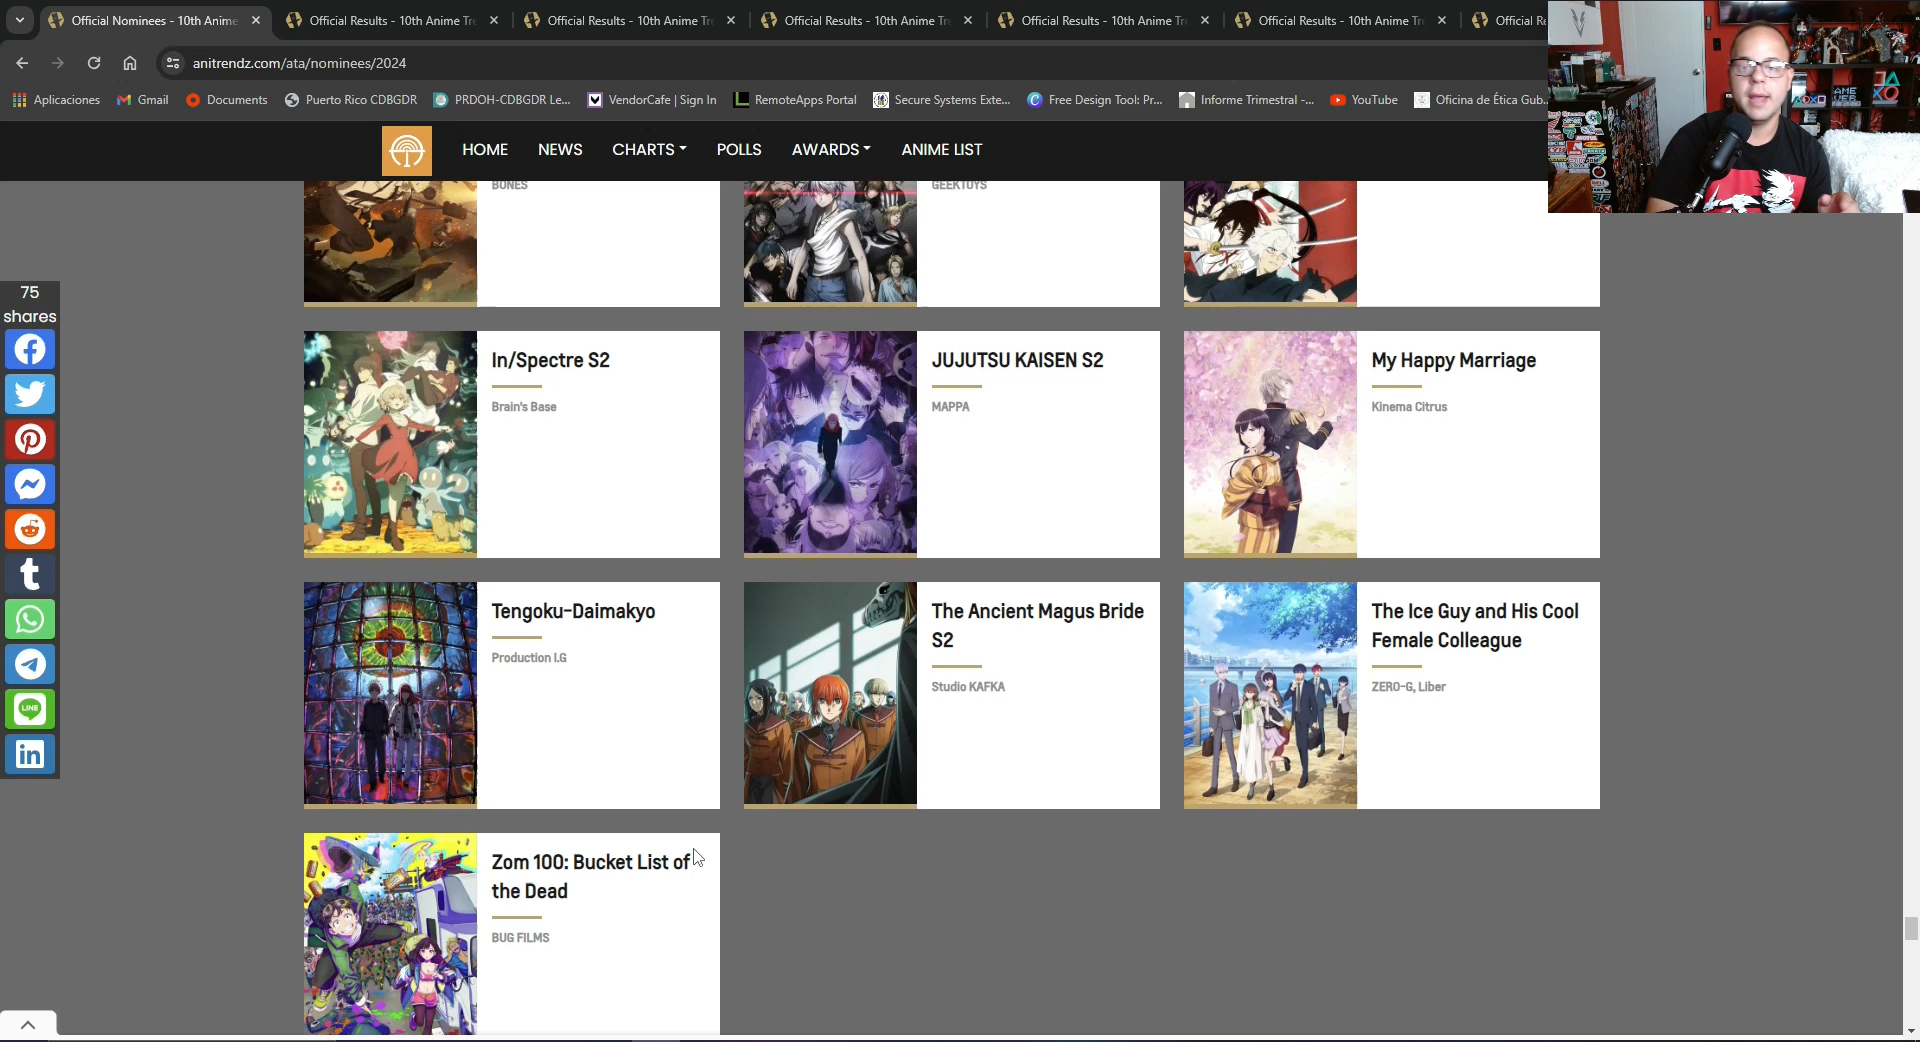 Official Nominees - 10th Anime
Official Results - 10th Anime Tr
Official Results - 10th Anime Tr
Official Results - 10th Anime Tr
Official Results - 10th Anime Tr
Official Results - 10th Anime Tr
Official Re
anitrendz.com/ata/nominees/2024
Aplicaciones
Gmail
Documents
Puerto Rico CDBGDR
PRDOH-CDBGDR Le...
VendorCafe | Sign In
RemoteApps Portal
Secure Systems Exte...
Free Design Tool: Pr...
Informe Trimestral -...
YouTube
Oficina de Ética Gub...
HOME
NEWS
CHARTS
POLLS
AWARDS
ANIME LIST
BONES
GEEKTOYS
75
shares
In/Spectre S2
Brain's Base
JUJUTSU KAISEN S2
MAPPA
My Happy Marriage
Kinema Citrus
Tengoku-Daimakyo
Production I.G
The Ancient Magus Bride
S2
Studio KAFKA
The Ice Guy and His Cool
Female Colleague
ZERO-G, Liber
Zom 100: Bucket List of
the Dead
BUG FILMS
LINE